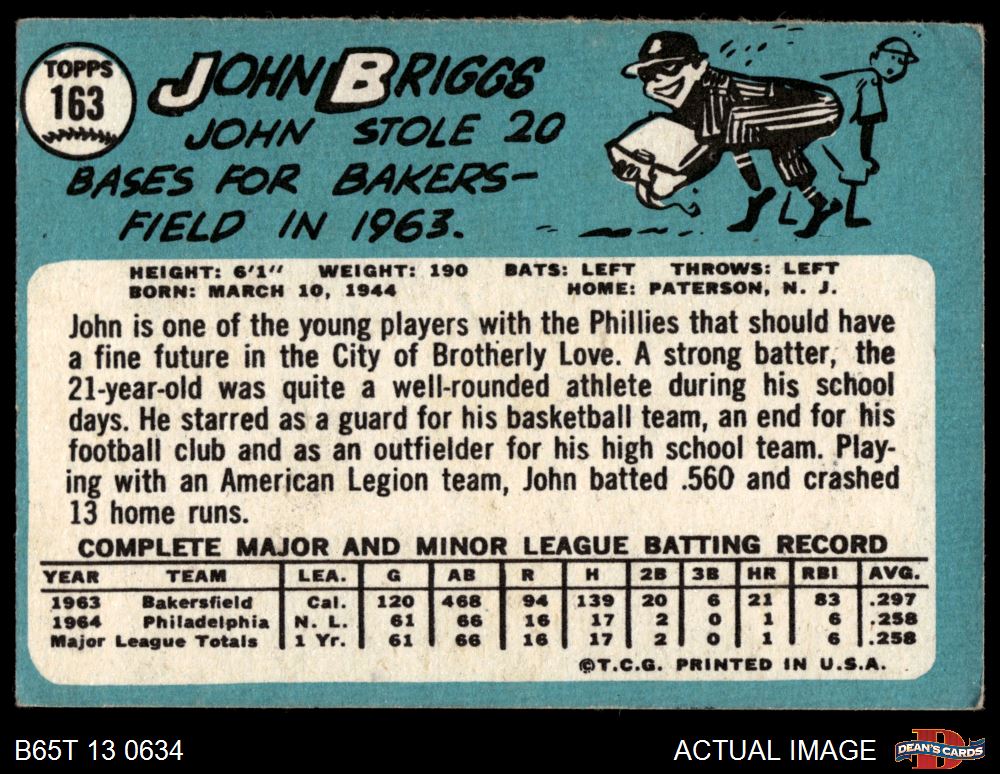 TOPPS
163
JOHN BRIGGS
JOHN STOLE 20
BASES FOR BAKERS-
FIELD IN 1963.
HEIGHT: 6'1" WEIGHT: 190 BATS: LEFT THROWS: LEFT
BORN: MARCH 10, 1944 HOME: PATERSON, N. J.
John is one of the young players with the Phillies that should have
a fine future in the City of Brotherly Love. A strong batter, the
21-year-old was quite a well-rounded athlete during his school
days. He starred as a guard for his basketball team, an end for his
football club and as an outfielder for his high school team. Play-
ing with an American Legion team, John batted .560 and crashed
13 home runs.
COMPLETE MAJOR AND MINOR LEAGUE BATTING RECORD
YEAR TEAM LEA. G AB R H 2B 3B HR RBI AVG.
1963 Bakersfield Cal. 120 468 94 139 20 6 21 83 .297
1964 Philadelphia N. L. 61 66 16 17 2 0 1 6 .258
Major League Totals 1 Yr. 61 66 16 17 2 0 1 6 .258
©T.C.G. PRINTED IN U.S.A.
B65T 13 0634
ACTUAL IMAGE
DEAN'S CARDS